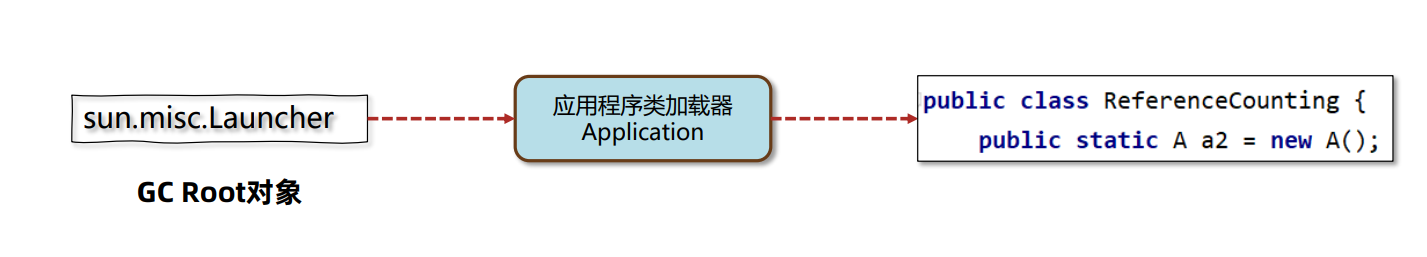 sun.misc.Launcher
GC Root对象
应用程序类加载器
Application
public class ReferenceCounting {
public static A a2 = new A();